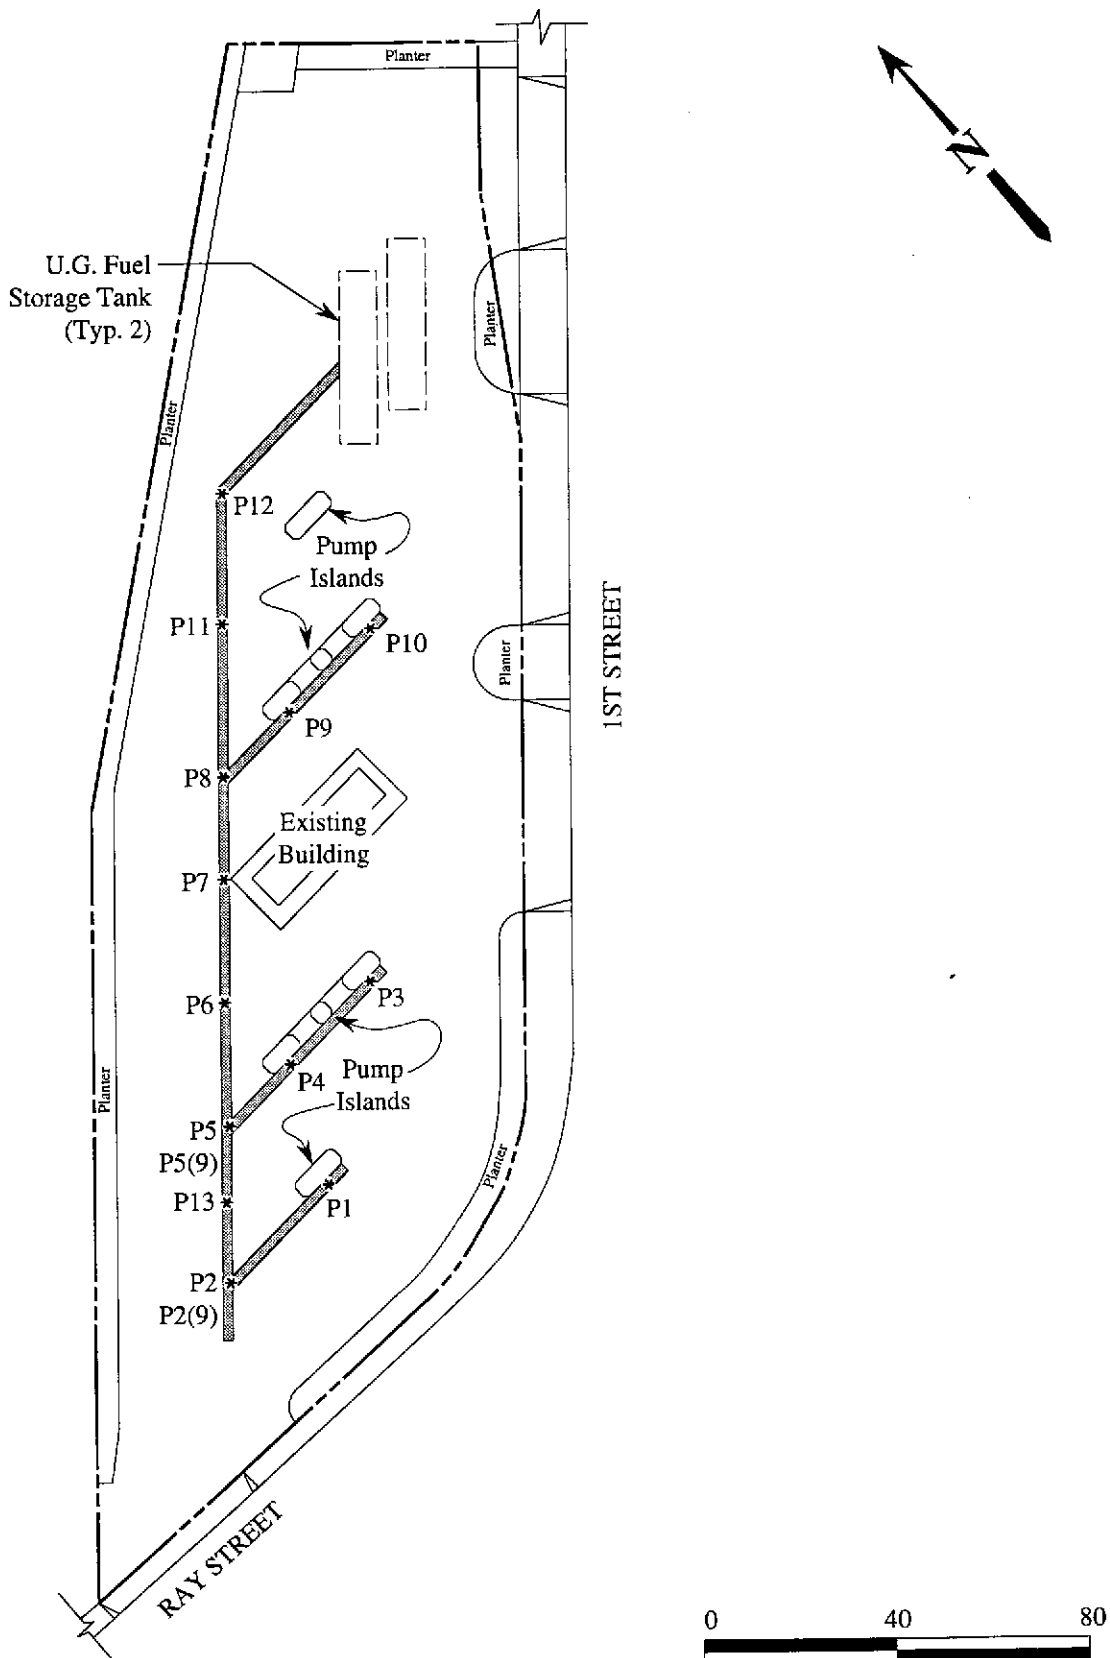 Planter
N
U.G. Fuel
Storage Tank
(Typ. 2)
Planter
Planter
P12
Pump
Islands
P11
P10
1ST STREET
Planter
P9
P8
Existing
Building
P7
P6
P3
P4
Pump
Islands
Planter
P5
P5(9)
P13
P1
Planter
P2
P2(9)
RAY STREET
0 40 80